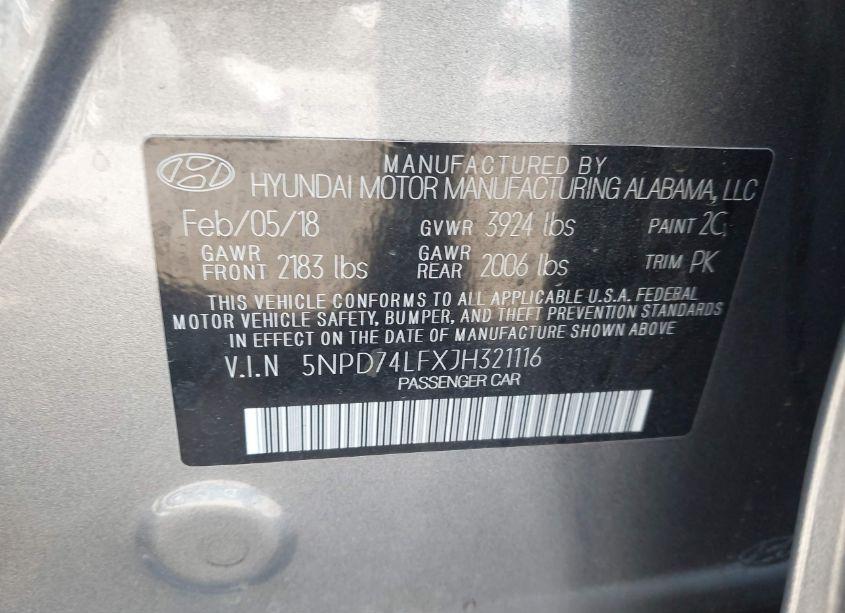 MANUFACTURED BY
HYUNDAI MOTOR MANUFACTURING ALABAMA, LLC
Feb/05/18 GVWR 3924 lbs PAINT 2C
GAWR FRONT 2183 lbs GAWR REAR 2006 lbs TRIM PK
THIS VEHICLE CONFORMS TO ALL APPLICABLE U.S.A. FEDERAL
MOTOR VEHICLE SAFETY, BUMPER, AND THEFT PREVENTION STANDARDS
IN EFFECT ON THE DATE OF MANUFACTURE SHOWN ABOVE
V.I.N 5NPD74LFXJH321116
PASSENGER CAR